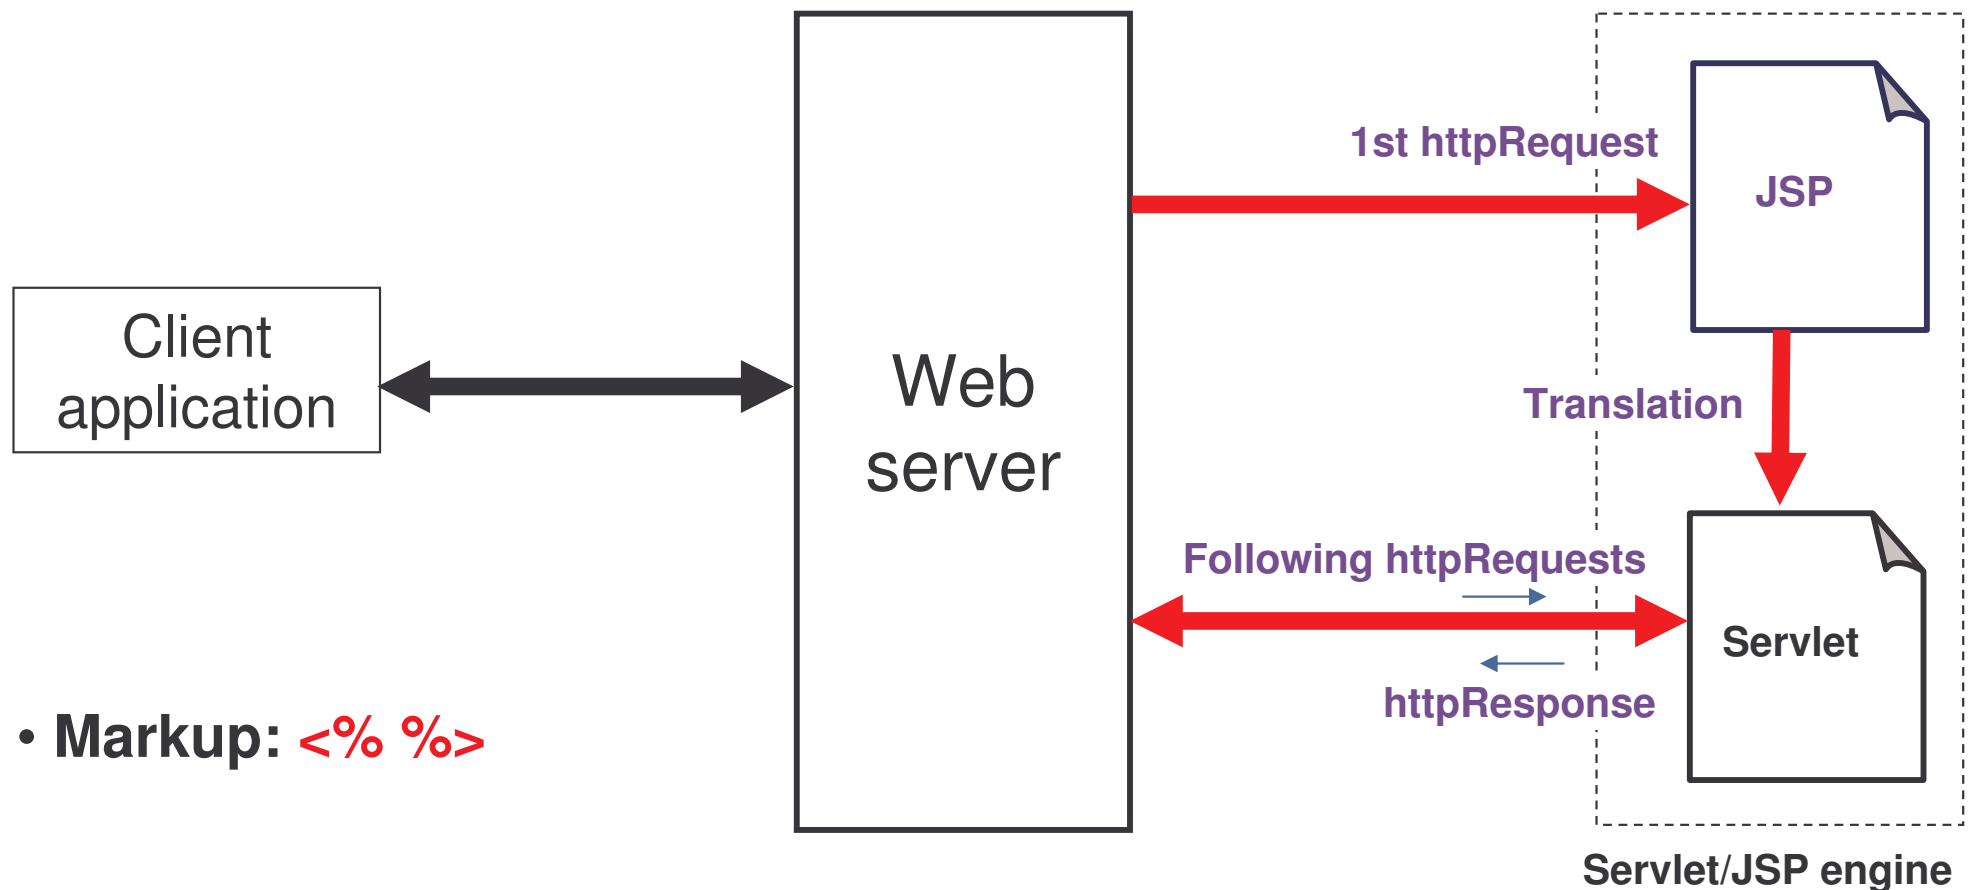 1st httpRequest
JSP
Client
application
Web
server
Translation
Following httpRequests
Servlet
httpResponse
• Markup: <% %>
Servlet/JSP engine